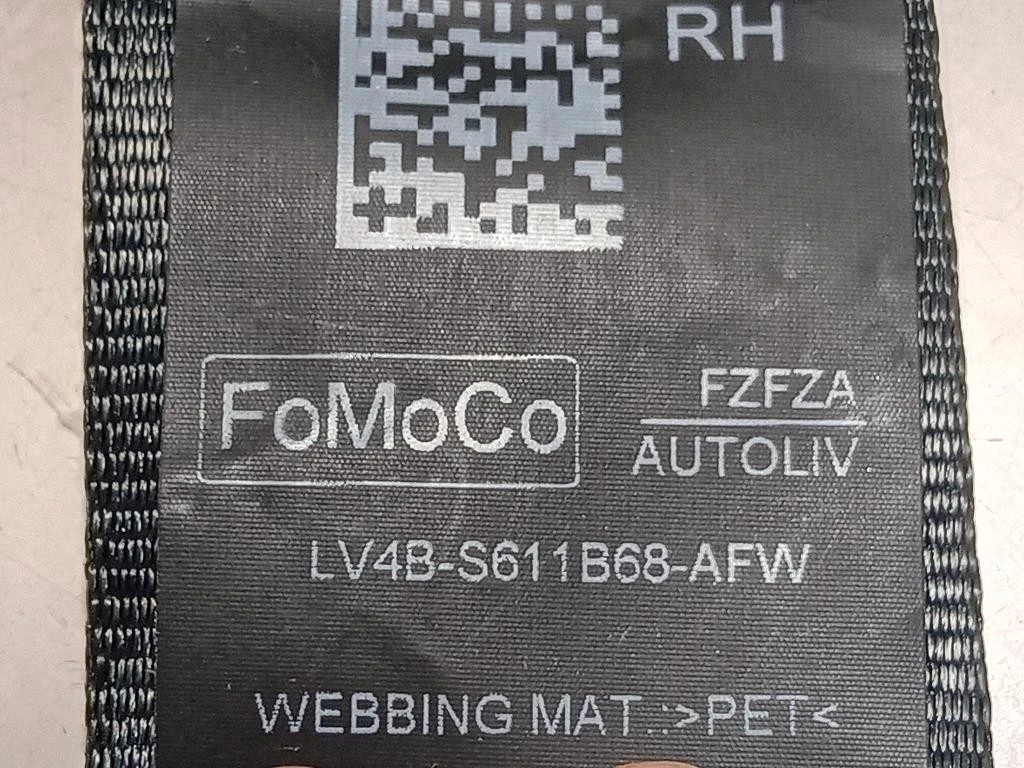 RH
FoMoCo
FZFZA
AUTOLIV
LV4B-S611B68-AFW
WEBBING MAT.:>PET<